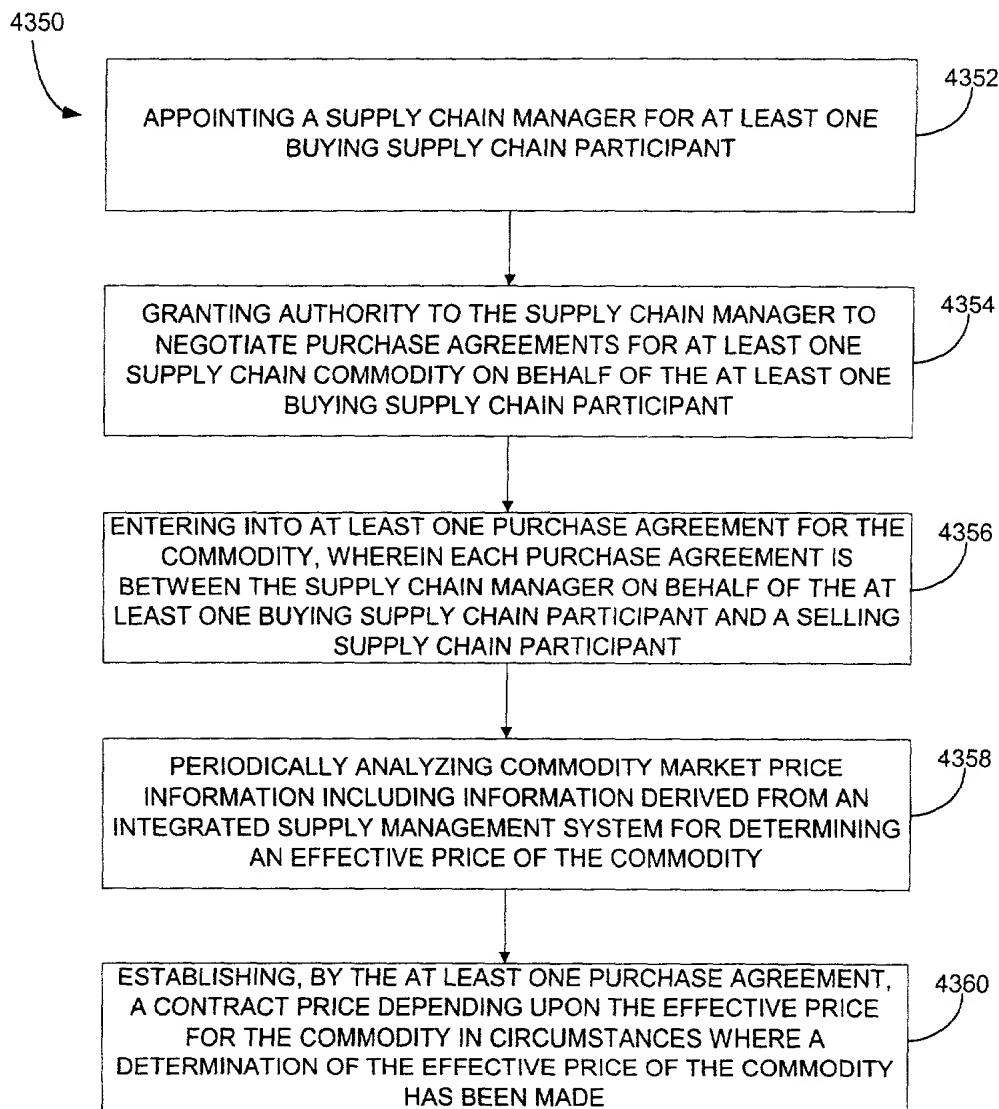 4350
4352
APPOINTING A SUPPLY CHAIN MANAGER FOR AT LEAST ONE
BUYING SUPPLY CHAIN PARTICIPANT
4354
GRANTING AUTHORITY TO THE SUPPLY CHAIN MANAGER TO
NEGOTIATE PURCHASE AGREEMENTS FOR AT LEAST ONE
SUPPLY CHAIN COMMODITY ON BEHALF OF THE AT LEAST ONE
BUYING SUPPLY CHAIN PARTICIPANT
4356
ENTERING INTO AT LEAST ONE PURCHASE AGREEMENT FOR THE
COMMODITY, WHEREIN EACH PURCHASE AGREEMENT IS
BETWEEN THE SUPPLY CHAIN MANAGER ON BEHALF OF THE AT
LEAST ONE BUYING SUPPLY CHAIN PARTICIPANT AND A SELLING
SUPPLY CHAIN PARTICIPANT
4358
PERIODICALLY ANALYZING COMMODITY MARKET PRICE
INFORMATION INCLUDING INFORMATION DERIVED FROM AN
INTEGRATED SUPPLY MANAGEMENT SYSTEM FOR DETERMINING
AN EFFECTIVE PRICE OF THE COMMODITY
4360
ESTABLISHING, BY THE AT LEAST ONE PURCHASE AGREEMENT,
A CONTRACT PRICE DEPENDING UPON THE EFFECTIVE PRICE
FOR THE COMMODITY IN CIRCUMSTANCES WHERE A
DETERMINATION OF THE EFFECTIVE PRICE OF THE COMMODITY
HAS BEEN MADE